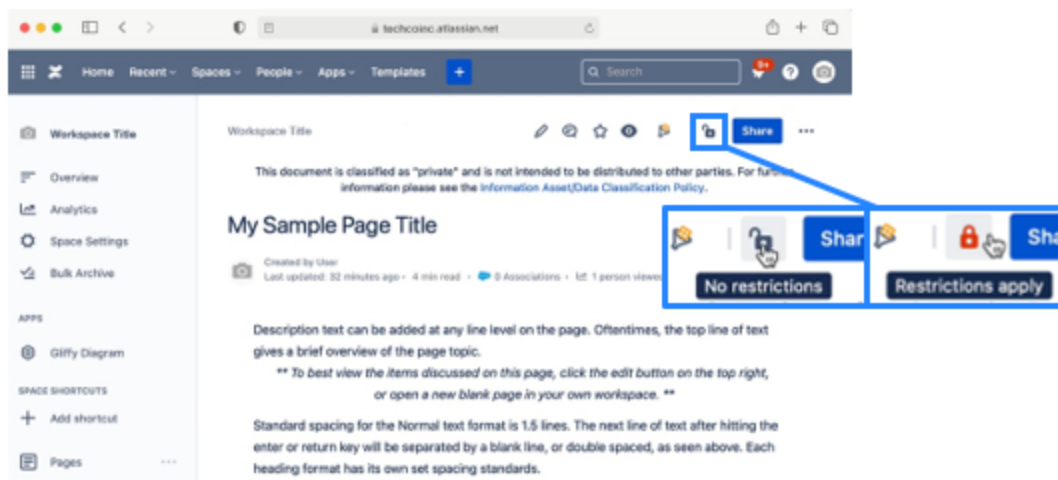 techcoinc.atlassian.net
Home Recent Spaces People Apps Templates + Search 9+ ?
Workspace Title
Overview
Analytics
Space Settings
Bulk Archive
APPS
Gliffy Diagram
SPACE SHORTCUTS
Add shortcut
Pages
Workspace Title
Share
This document is classified as "private" and is not intended to be distributed to other parties. For further
information please see the Information Asset/Data Classification Policy.
My Sample Page Title
Created by User
Last updated: 32 minutes ago • 4 min read • 0 Associations • 1 person viewed
Shar
No restrictions
Sha
Restrictions apply
Description text can be added at any line level on the page. Oftentimes, the top line of text
gives a brief overview of the page topic.
** To best view the items discussed on this page, click the edit button on the top right,
or open a new blank page in your own workspace. **
Standard spacing for the Normal text format is 1.5 lines. The next line of text after hitting the
enter or return key will be separated by a blank line, or double spaced, as seen above. Each
heading format has its own set spacing standards.